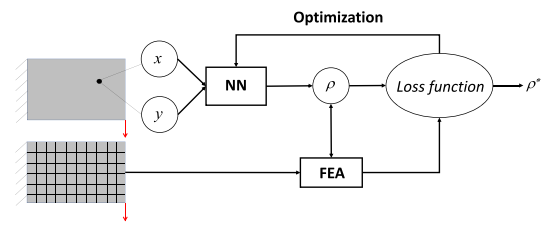 Optimization
x
y
NN
ρ
Loss function
ρ*
FEA